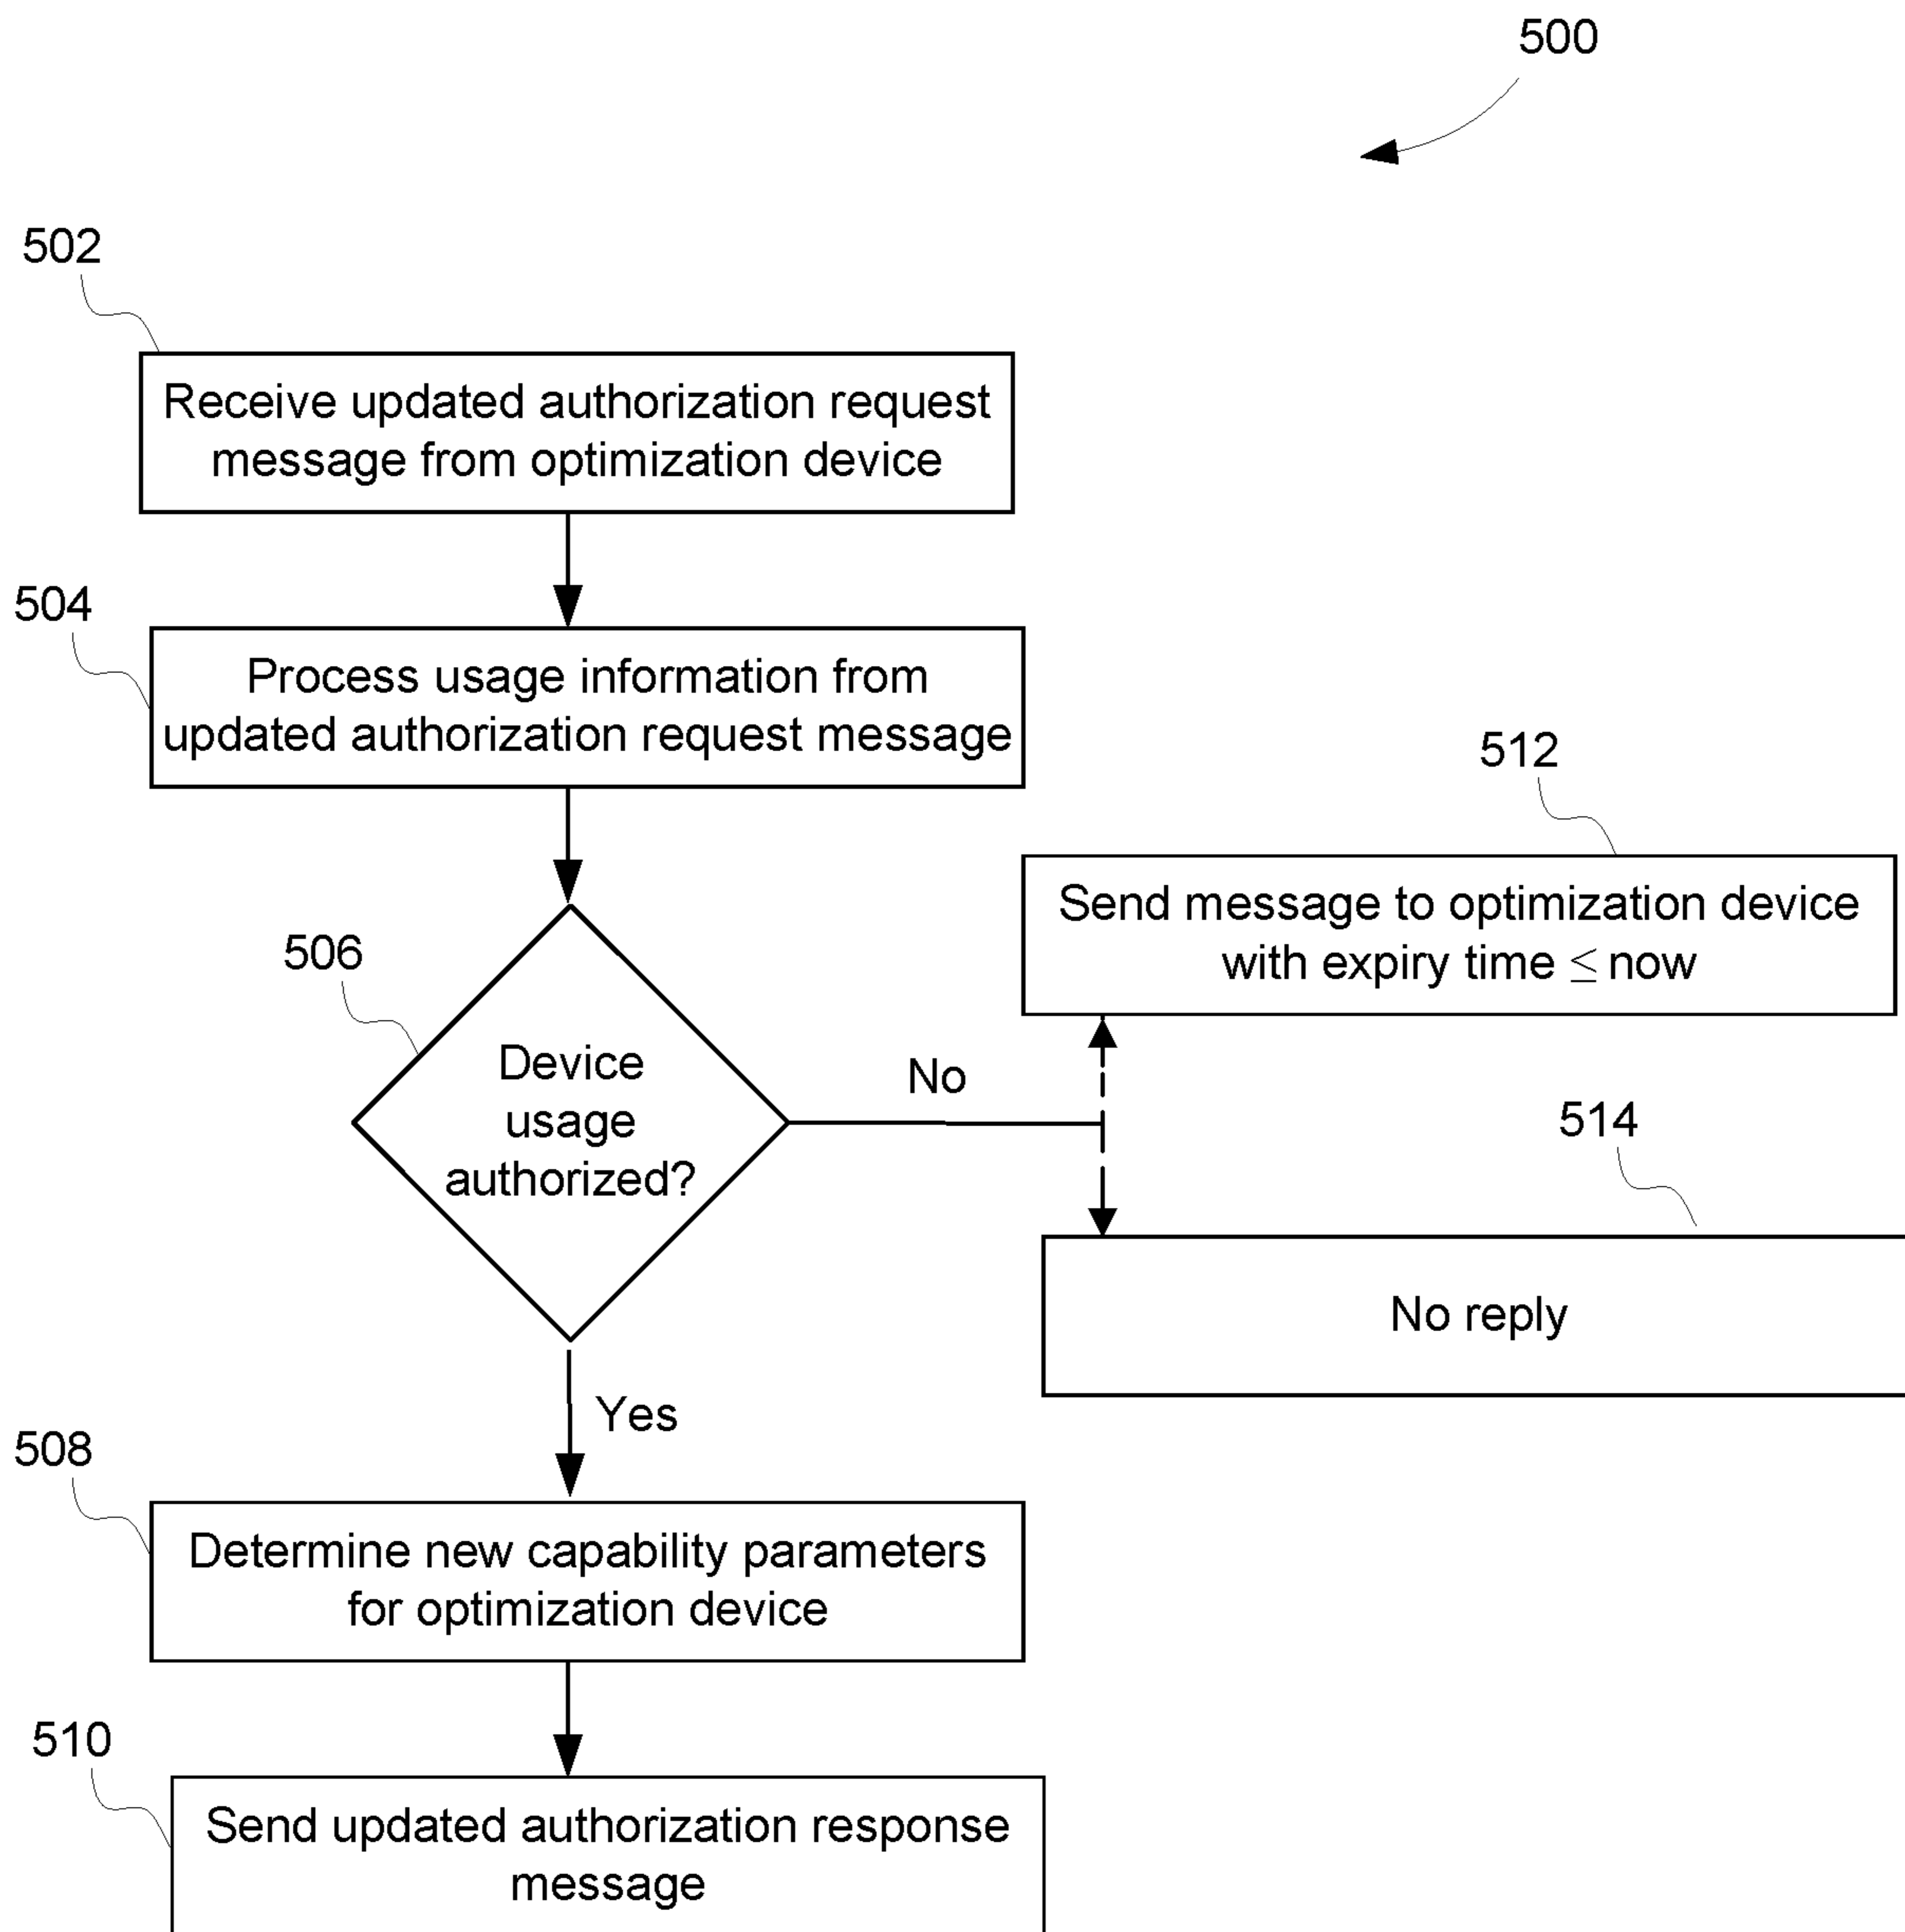 500
502
Receive updated authorization request
message from optimization device
504
Process usage information from
updated authorization request message
512
Send message to optimization device
with expiry time ≤ now
506
Device
usage
authorized?
No
514
No reply
Yes
508
Determine new capability parameters
for optimization device
510
Send updated authorization response
message